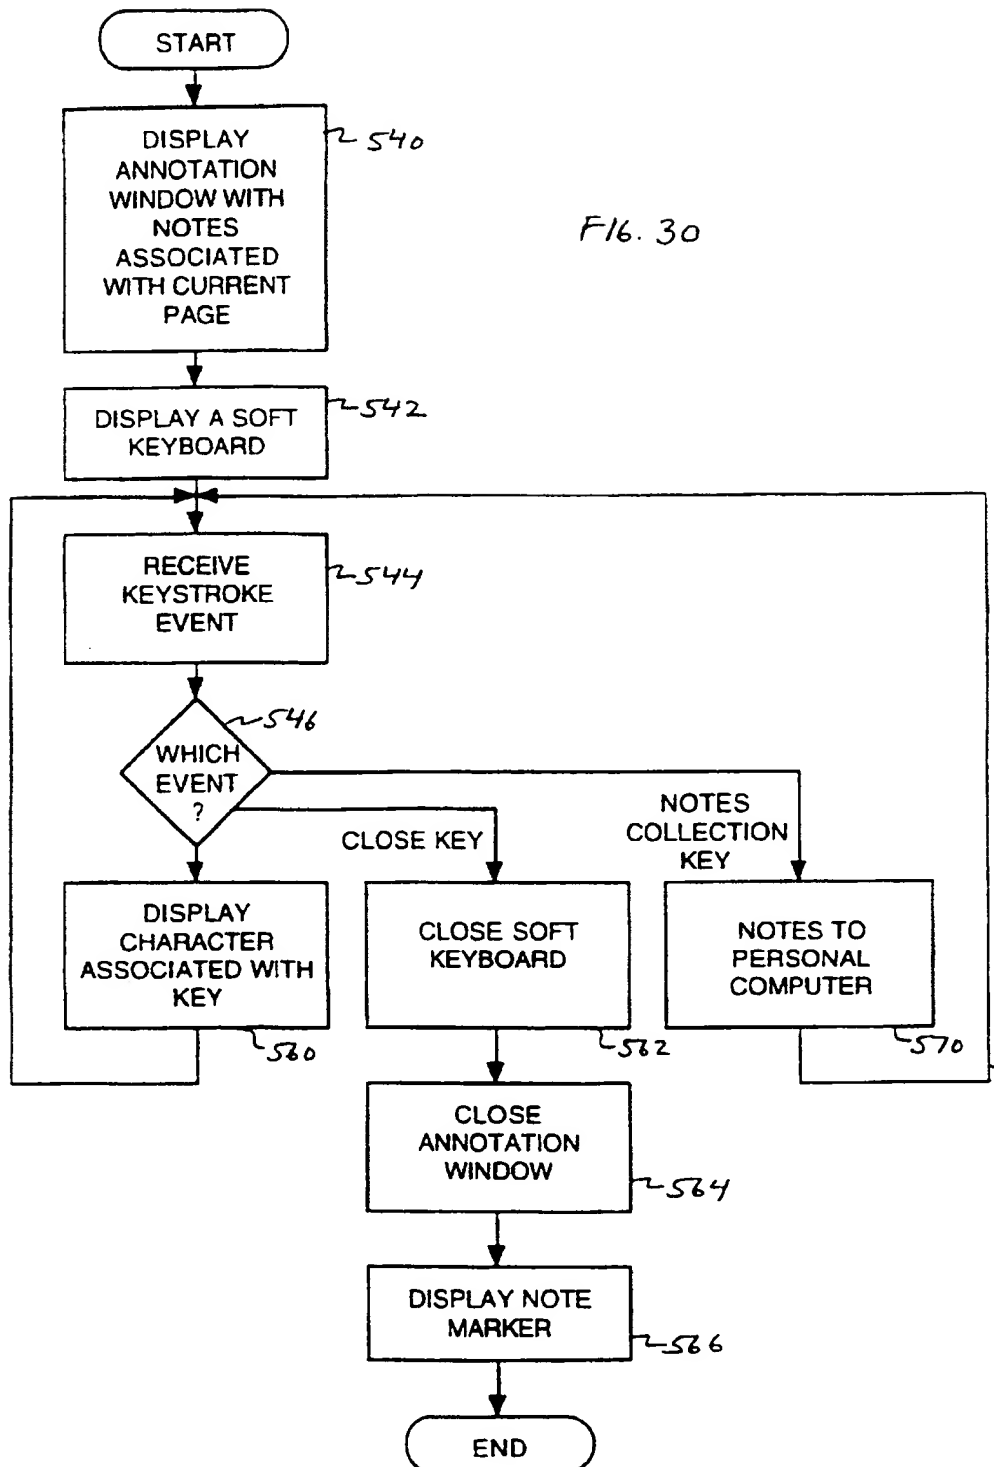 START
DISPLAY
ANNOTATION
WINDOW WITH
NOTES
ASSOCIATED
WITH CURRENT
PAGE
540
FIG. 30
DISPLAY A SOFT
KEYBOARD
542
RECEIVE
KEYSTROKE
EVENT
544
WHICH
EVENT
?
546
CLOSE KEY
NOTES
COLLECTION
KEY
DISPLAY
CHARACTER
ASSOCIATED WITH
KEY
560
CLOSE SOFT
KEYBOARD
562
NOTES TO
PERSONAL
COMPUTER
570
CLOSE
ANNOTATION
WINDOW
564
DISPLAY NOTE
MARKER
566
END